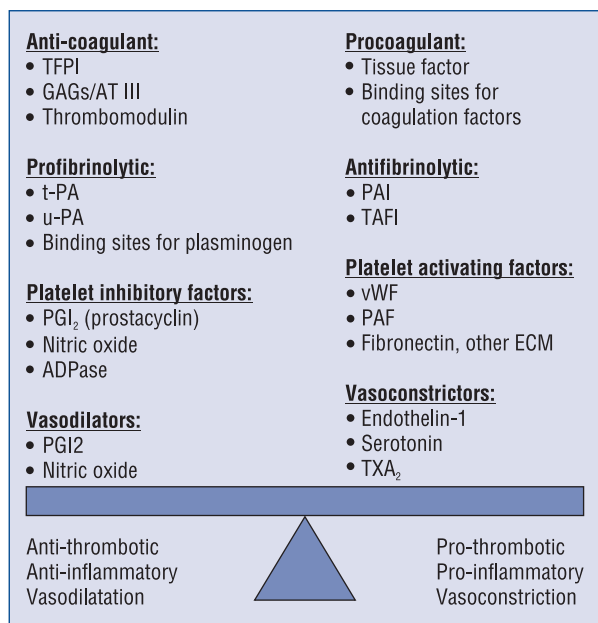 Anti-coagulant:
• TFPI
• GAGs/AT III
• Thrombomodulin
Profibrinolytic:
• t-PA
• u-PA
• Binding sites for plasminogen
Platelet inhibitory factors:
• PGI₂ (prostacyclin)
• Nitric oxide
• ADPase
Vasodilators:
• PGI2
• Nitric oxide
Procoagulant:
• Tissue factor
• Binding sites for
coagulation factors
Antifibrinolytic:
• PAI
• TAFI
Platelet activating factors:
• vWF
• PAF
• Fibronectin, other ECM
Vasoconstrictors:
• Endothelin-1
• Serotonin
• TXA₂
Anti-thrombotic
Anti-inflammatory
Vasodilatation
Pro-thrombotic
Pro-inflammatory
Vasoconstriction